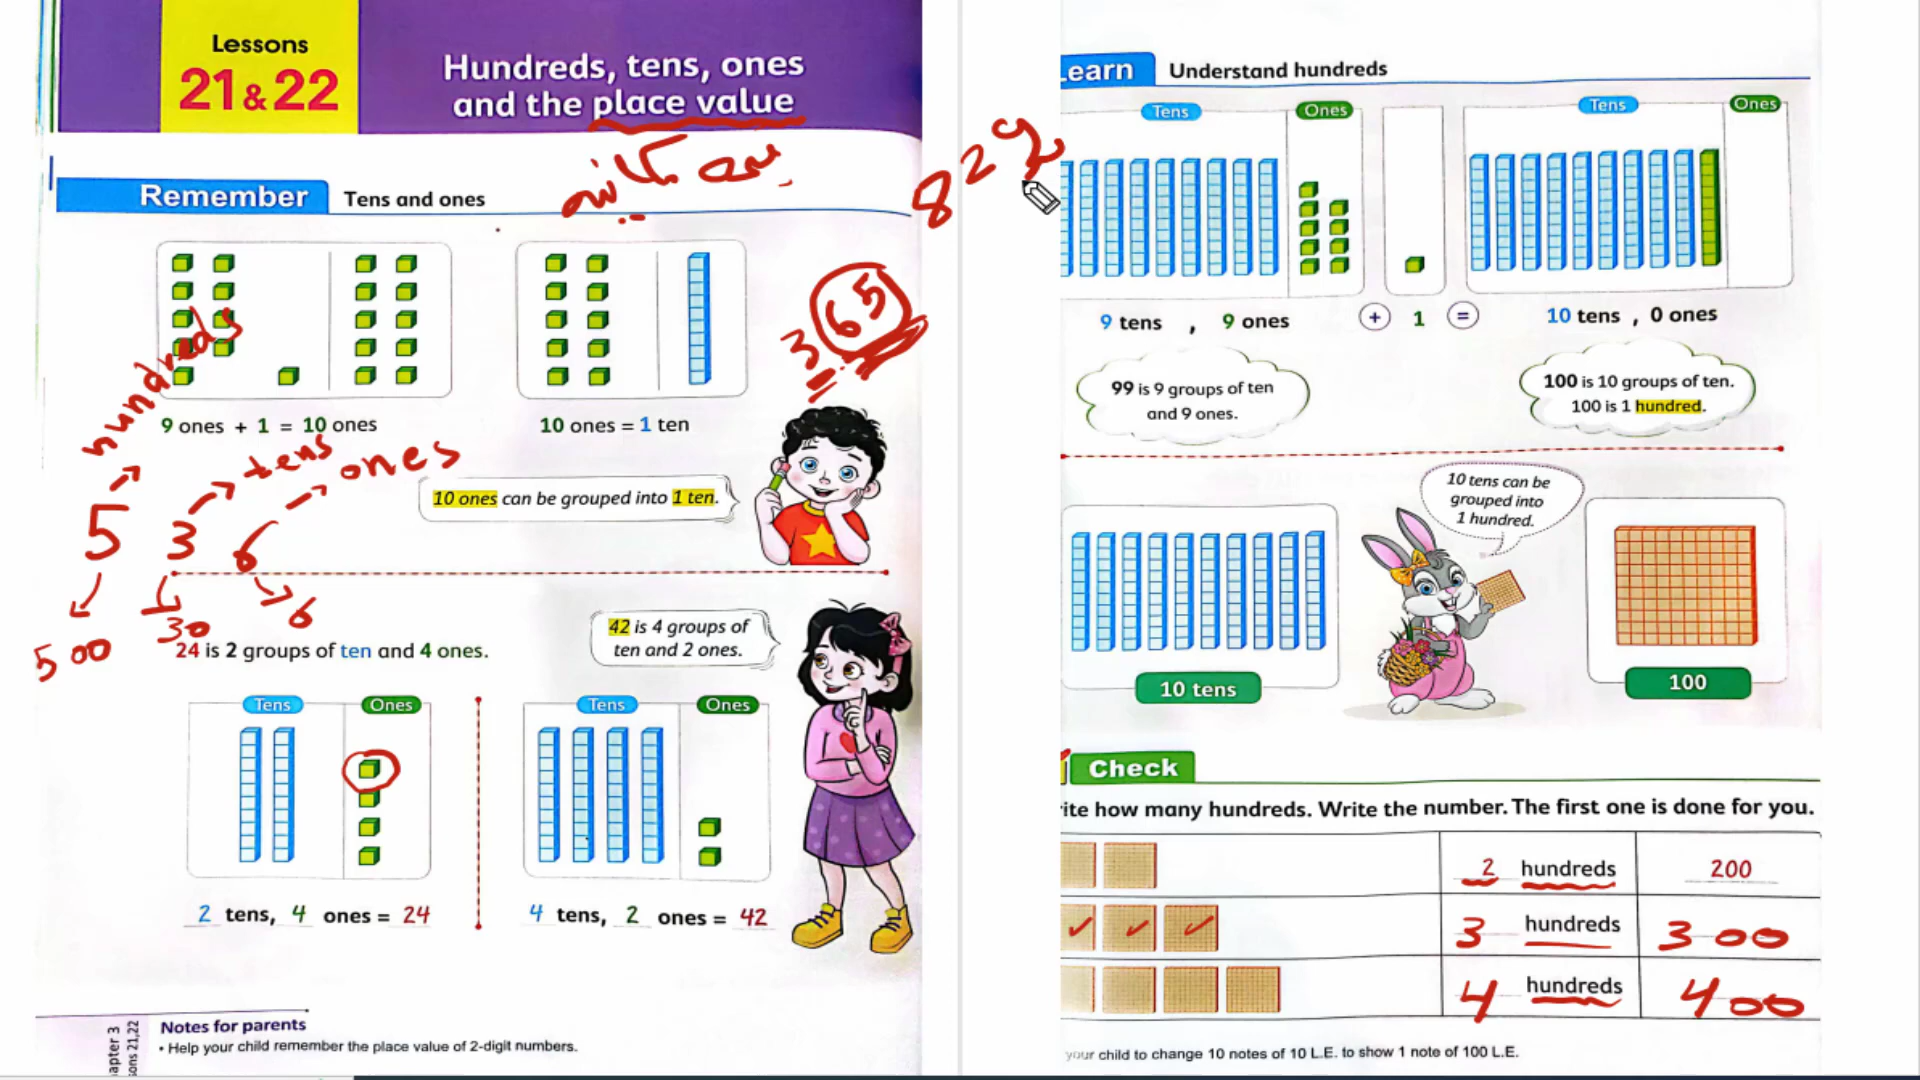 Lessons
21 & 22
Hundreds, tens, ones
and the place value
Remember
Tens and ones
829
365
hundreds
9 ones + 1 = 10 ones
10 ones = 1 ten
tens
ones
10 ones can be grouped into 1 ten.
5 3 6
500
30
6
24 is 2 groups of ten and 4 ones.
42 is 4 groups of
ten and 2 ones.
Tens Ones
Tens Ones
2 tens, 4 ones = 24
4 tens, 2 ones = 42
Notes for parents
• Help your child remember the place value of 2-digit numbers.
earn
Understand hundreds
Tens Ones
Tens Ones
9 tens , 9 ones + 1 = 10 tens , 0 ones
99 is 9 groups of ten
and 9 ones.
100 is 10 groups of ten.
100 is 1 hundred.
10 tens can be
grouped into
1 hundred.
10 tens
100
Check
ite how many hundreds. Write the number. The first one is done for you.
2 hundreds 200
3 hundreds 300
4 hundreds 400
your child to change 10 notes of 10 L.E. to show 1 note of 100 L.E.